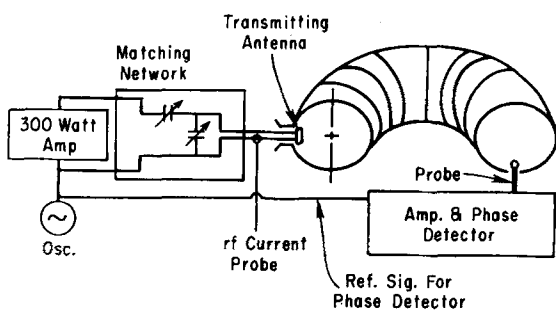 Transmitting
Antenna
Matching
Network
300 Watt
Amp
Osc.
rf Current
Probe
Probe
Amp. & Phase
Detector
Ref. Sig. For
Phase Detector